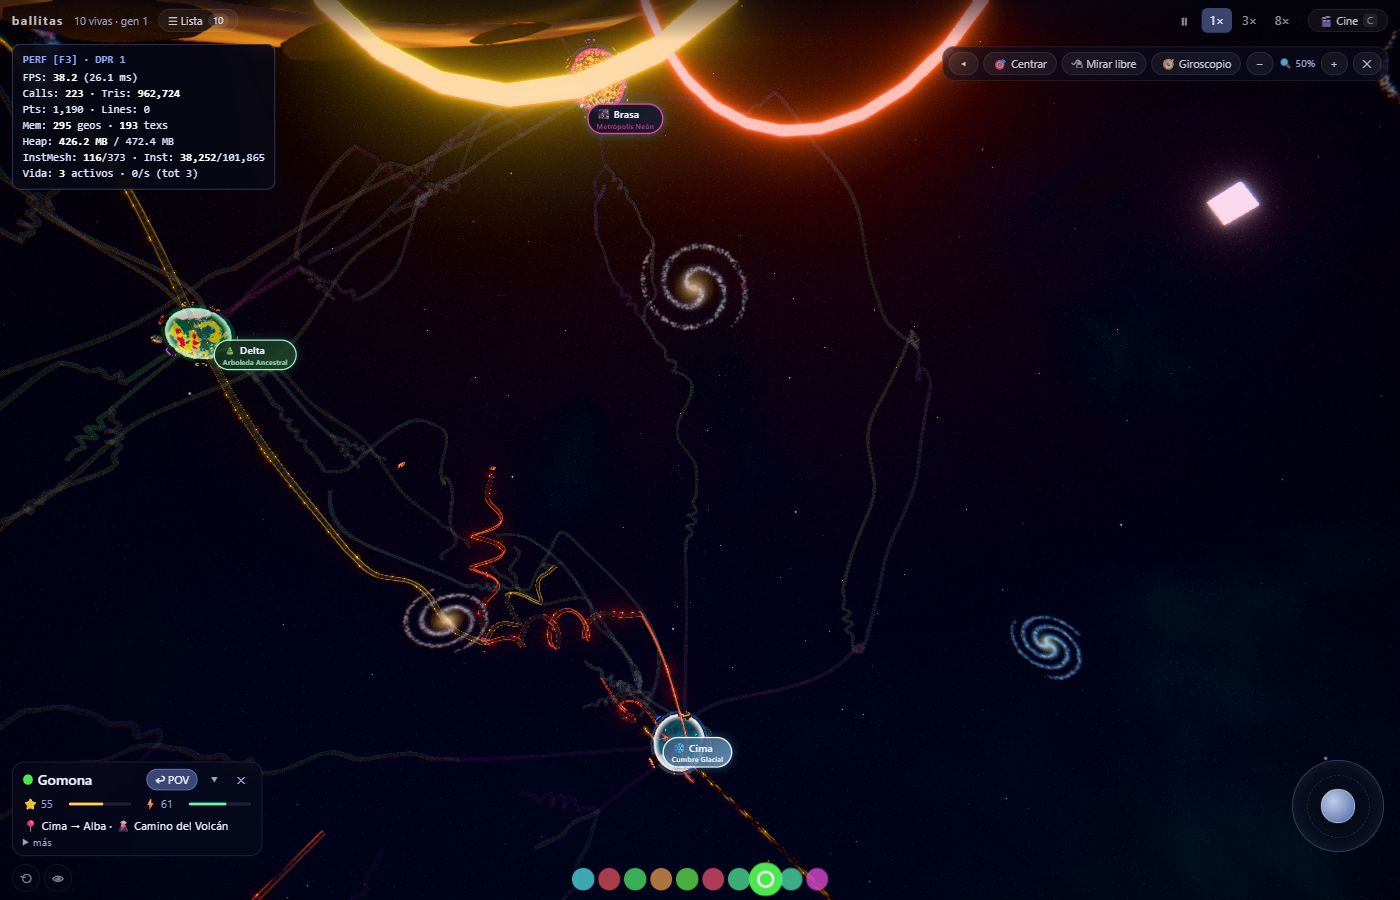 ballitas 10 vivas · gen 1 ☰ Lista 10
1× 3× 8× Cine C
PERF [F3] · DPR 1
FPS: 38.2 (26.1 ms)
Calls: 223 · Tris: 962,724
Pts: 1,190 · Lines: 0
Mem: 295 geos · 193 texs
Heap: 426.2 MB / 472.4 MB
InstMesh: 116/373 · Inst: 38,252/101,865
Vida: 3 activos · 0/s (tot 3)
Centrar Mirar libre Giroscopio − 50% + ✕
Brasa
Metrópolis Neón
Delta
Arboleda Ancestral
Cima
Cumbre Glacial
Gomona POV ▼ ✕
55 61
Cima → Alba · Camino del Volcán
▶ más